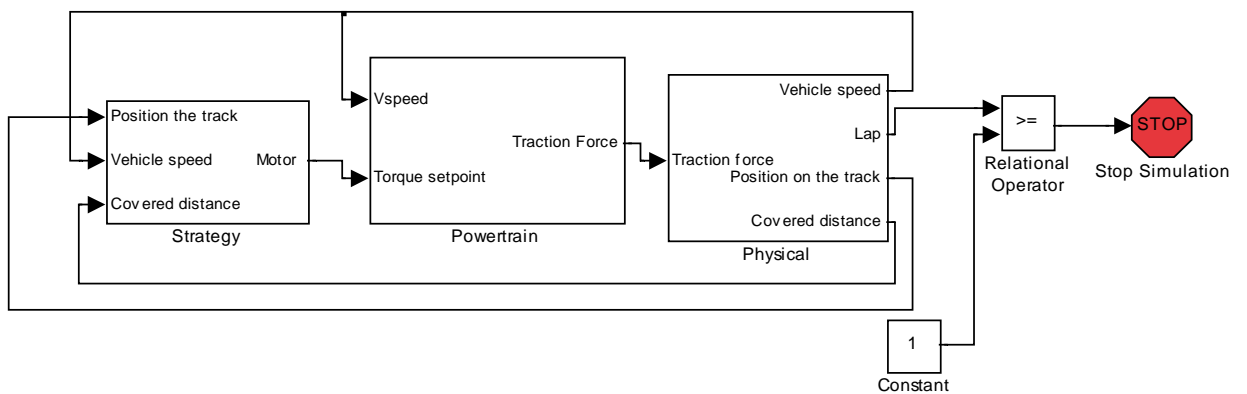 Position the track
Vehicle speed
Covered distance
Motor
Strategy
Vspeed
Torque setpoint
Traction Force
Powertrain
Traction force
Vehicle speed
Lap
Position on the track
Covered distance
Physical
>=
Relational
Operator
STOP
Stop Simulation
1
Constant